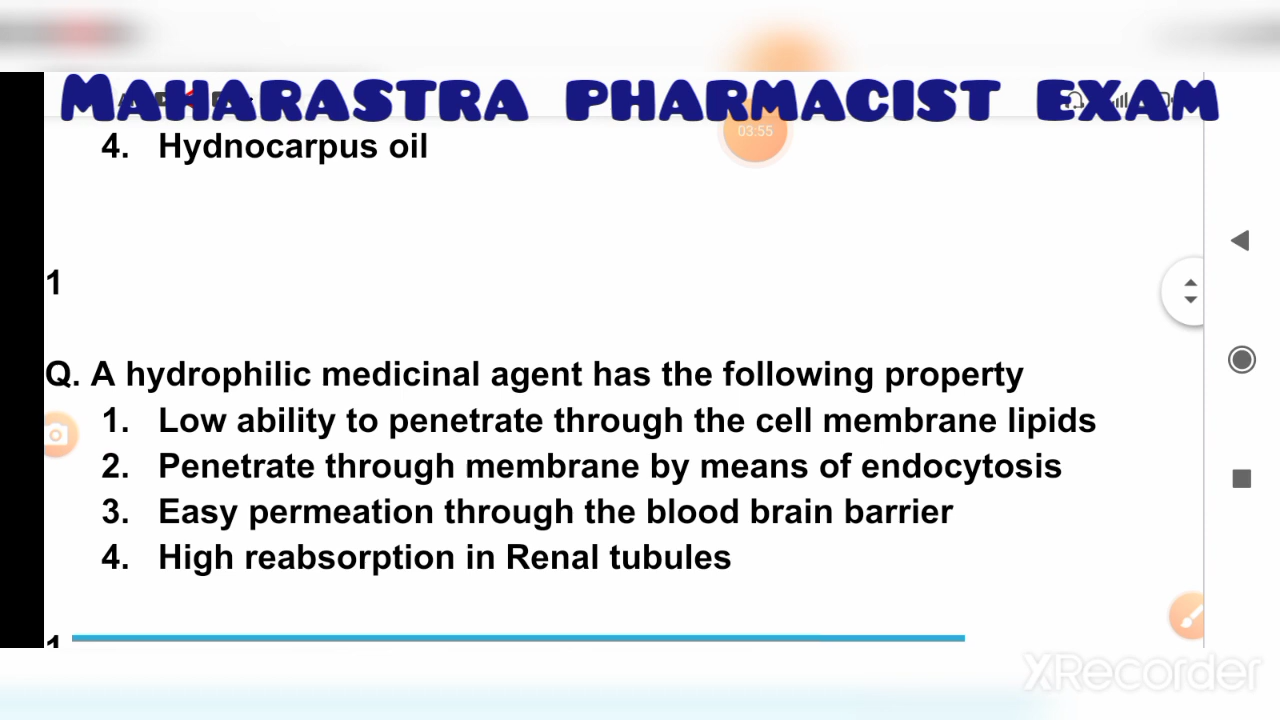 MAHARASTRA PHARMACIST EXAM
03:55
4. Hydnocarpus oil
1
Q. A hydrophilic medicinal agent has the following property
1. Low ability to penetrate through the cell membrane lipids
2. Penetrate through membrane by means of endocytosis
3. Easy permeation through the blood brain barrier
4. High reabsorption in Renal tubules
1
XRecorder